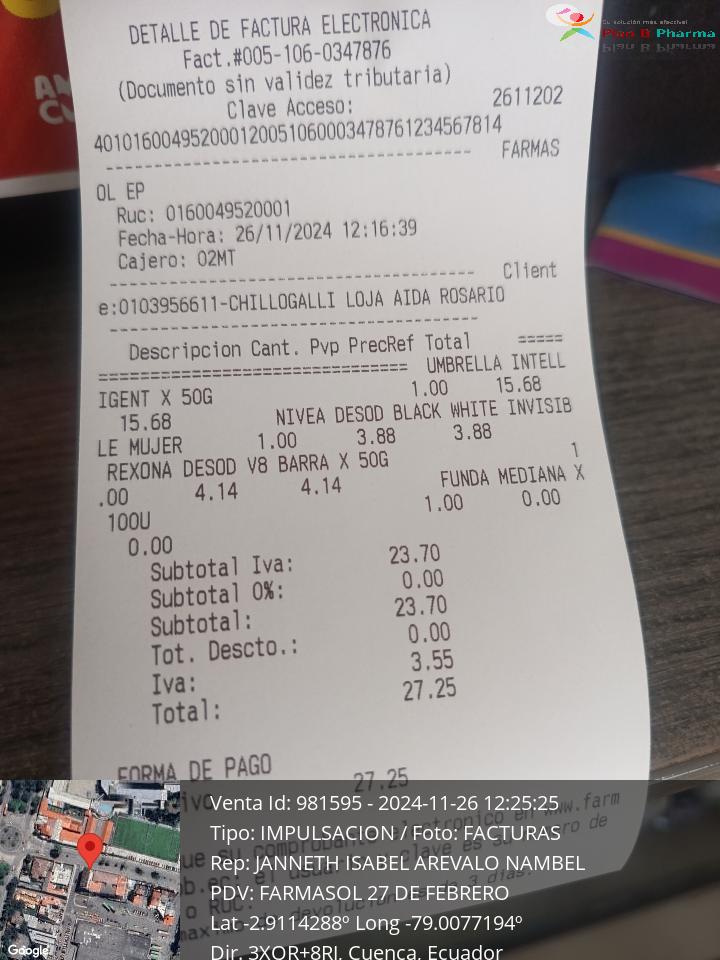 Su solución más efectiva!
Plan B Pharma
DETALLE DE FACTURA ELECTRONICA
Fact.#005-106-0347876
(Documento sin validez tributaria)
Clave Acceso: 2611202
401016004952000120051060003478761234567814
------------------------------------ FARMAS
OL EP
Ruc: 0160049520001
Fecha-Hora: 26/11/2024 12:16:39
Cajero: 02MT
------------------------------------ Client
e:0103956611-CHILLOGALLI LOJA AIDA ROSARIO
------------------------------------
Descripcion Cant. Pvp PrecRef Total =====
=============================== UMBRELLA INTELL
IGENT X 50G 1.00 15.68
15.68 NIVEA DESOD BLACK WHITE INVISIB
LE MUJER 1.00 3.88 3.88
REXONA DESOD V8 BARRA X 50G 1
.00 4.14 4.14 FUNDA MEDIANA X
100U 1.00 0.00
0.00
Subtotal Iva: 23.70
Subtotal 0%: 0.00
Subtotal: 23.70
Tot. Descto.: 0.00
Iva: 3.55
Total: 27.25
FORMA DE PAGO
27.25
Venta Id: 981595 - 2024-11-26 12:25:25
Tipo: IMPULSACION / Foto: FACTURAS
Rep: JANNETH ISABEL AREVALO NAMBEL
PDV: FARMASOL 27 DE FEBRERO
Lat -2.9114288º Long -79.0077194º
Dir. 3XQR+8RJ, Cuenca, Ecuador
Google